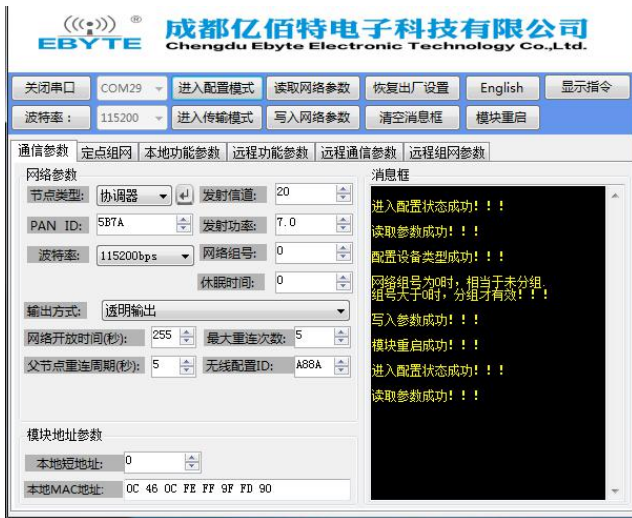 ((•)) ®
EBYTE
成都亿佰特电子科技有限公司
Chengdu Ebyte Electronic Technology Co.,Ltd.
关闭串口 COM29 进入配置模式 读取网络参数 恢复出厂设置 English 显示指令
波特率： 115200 进入传输模式 写入网络参数 清空消息框 模块重启
通信参数 定点组网 本地功能参数 远程功能参数 远程通信参数 远程组网参数
网络参数
节点类型: 协调器 发射信道: 20
PAN ID: 5B7A 发射功率: 7.0
波特率: 115200bps 网络组号: 0
休眠时间: 0
输出方式: 透明输出
网络开放时间(秒): 255 最大重连次数: 5
父节点重连周期(秒): 5 无线配置ID: A88A
模块地址参数
本地短地址: 0
本地MAC地址: 0C 46 0C FE FF 9F FD 90
消息框
进入配置状态成功！！！
读取参数成功！！！
配置设备类型成功！！！
网络组号为0时，相当于未分组.
组号大于0时，分组才有效！！！
写入参数成功！！！
模块重启成功！！！
进入配置状态成功！！！
读取参数成功！！！